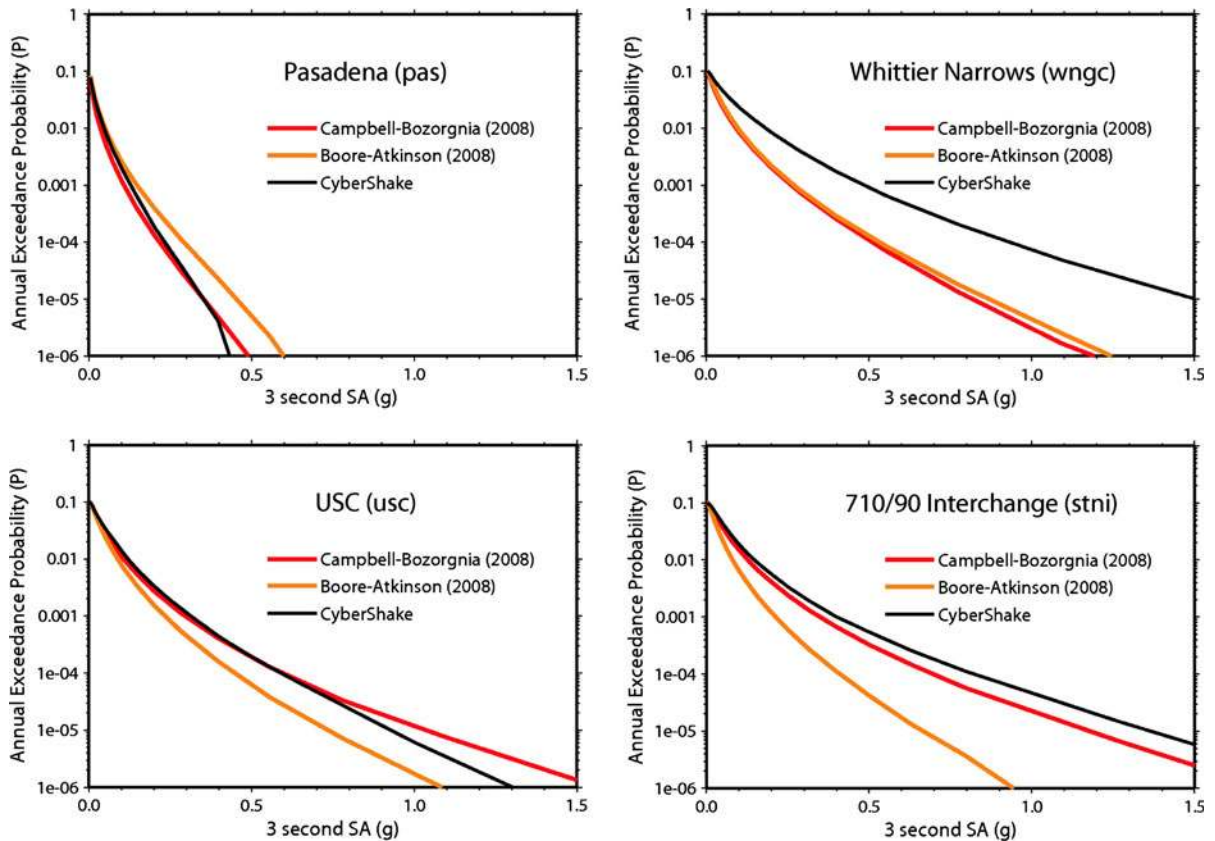 Annual Exceedance Probability (P)
1
0.1
0.01
0.001
1e-04
1e-05
1e-06
Pasadena (pas)
Campbell-Bozorgnia (2008)
Boore-Atkinson (2008)
CyberShake
0.0 0.5 1.0 1.5
3 second SA (g)
Annual Exceedance Probability (P)
1
0.1
0.01
0.001
1e-04
1e-05
1e-06
Whittier Narrows (wngc)
Campbell-Bozorgnia (2008)
Boore-Atkinson (2008)
CyberShake
0.0 0.5 1.0 1.5
3 second SA (g)
Annual Exceedance Probability (P)
1
0.1
0.01
0.001
1e-04
1e-05
1e-06
USC (usc)
Campbell-Bozorgnia (2008)
Boore-Atkinson (2008)
CyberShake
0.0 0.5 1.0 1.5
3 second SA (g)
Annual Exceedance Probability (P)
1
0.1
0.01
0.001
1e-04
1e-05
1e-06
710/90 Interchange (stni)
Campbell-Bozorgnia (2008)
Boore-Atkinson (2008)
CyberShake
0.0 0.5 1.0 1.5
3 second SA (g)